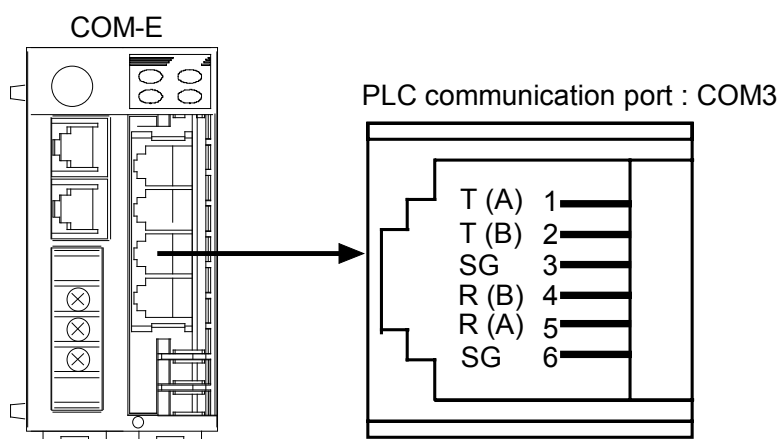 COM-E
PLC communication port : COM3
T (A) 1
T (B) 2
SG 3
R (B) 4
R (A) 5
SG 6